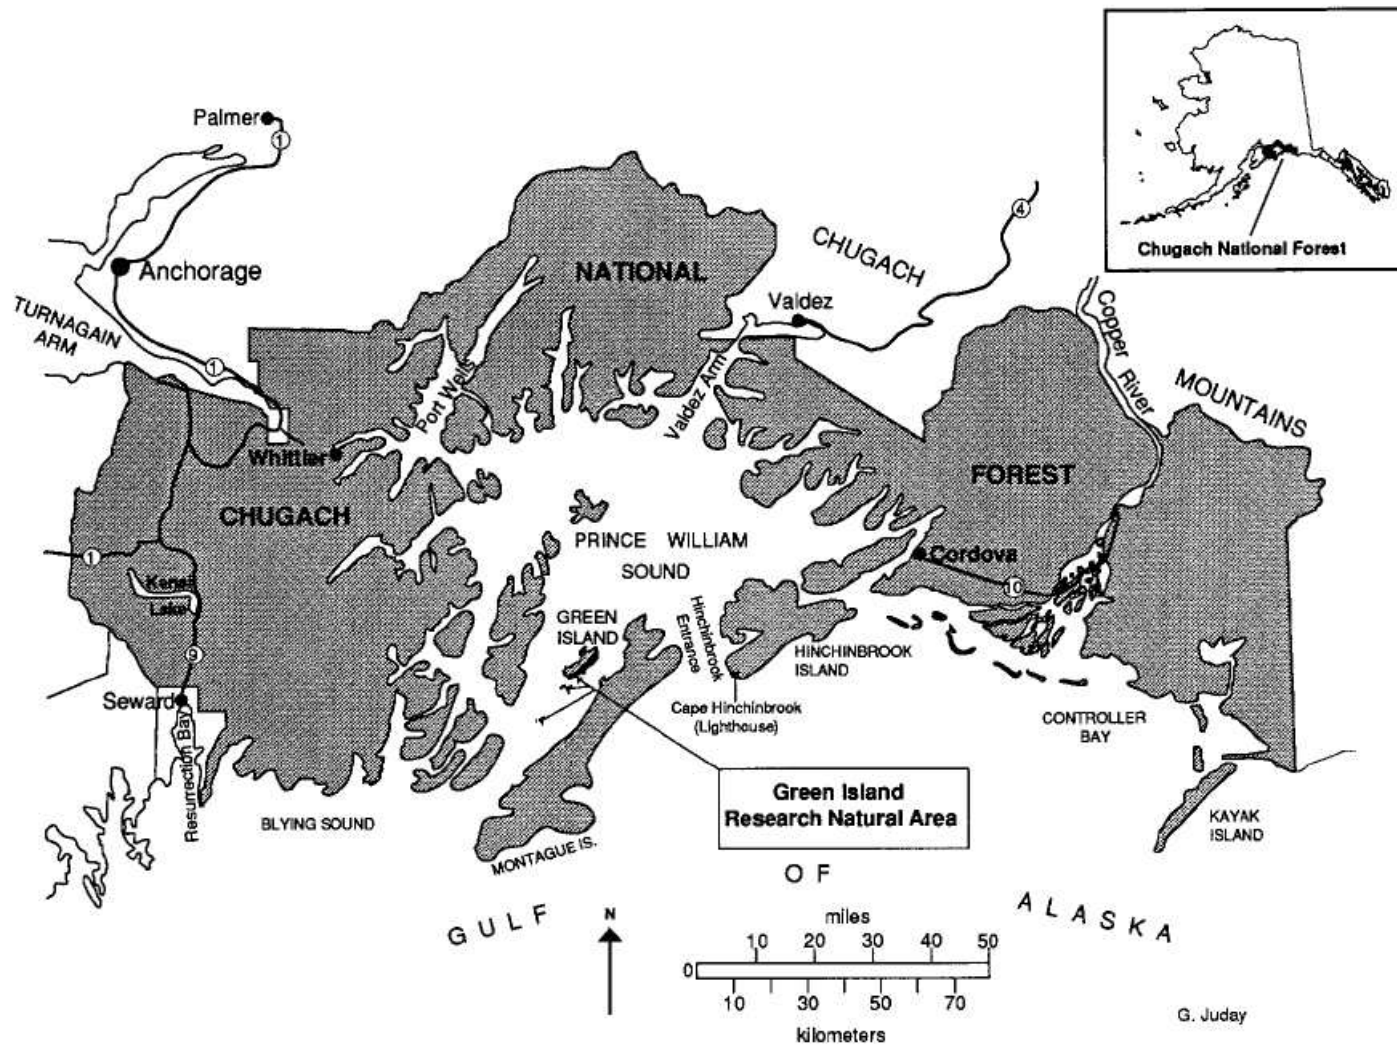 Palmer
1
Anchorage
TURNAGAIN
ARM
1
NATIONAL
CHUGACH
4
Valdez
Copper River
MOUNTAINS
Chugach National Forest
Port Wells
Valdez Arm
Whittier
CHUGACH
FOREST
1
PRINCE WILLIAM
SOUND
Cordova
10
Kenai
Lake
GREEN
ISLAND
Hinchinbrook
Entrance
HINCHINBROOK
ISLAND
9
Seward
Cape Hinchinbrook
(Lighthouse)
CONTROLLER
BAY
Resurrection Bay
Green Island
Research Natural Area
BLYING SOUND
MONTAGUE IS.
KAYAK
ISLAND
GULF
OF
ALASKA
N
miles
10 20 30 40 50
0
10 30 50 70
kilometers
G. Juday